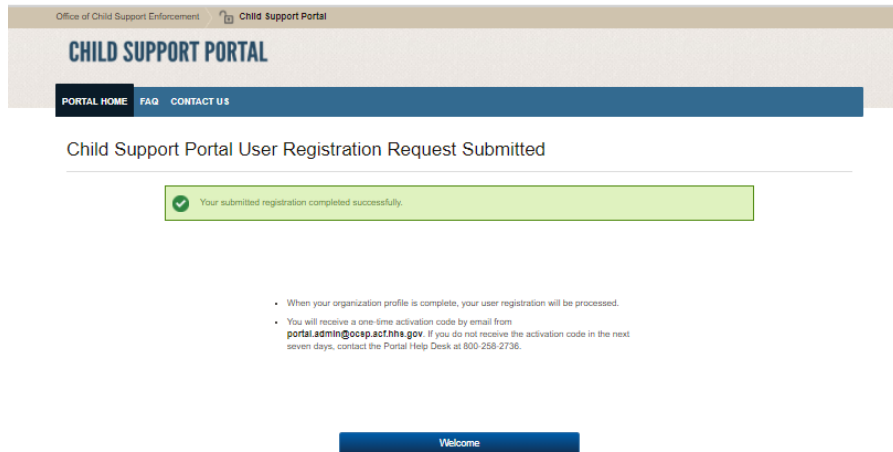 Office of Child Support Enforcement Child Support Portal
CHILD SUPPORT PORTAL
PORTAL HOME FAQ CONTACT US
Child Support Portal User Registration Request Submitted
Your submitted registration completed successfully.
• When your organization profile is complete, your user registration will be processed.
• You will receive a one-time activation code by email from
portal.admin@ocsp.acf.hhs.gov. If you do not receive the activation code in the next
seven days, contact the Portal Help Desk at 800-258-2736.
Welcome